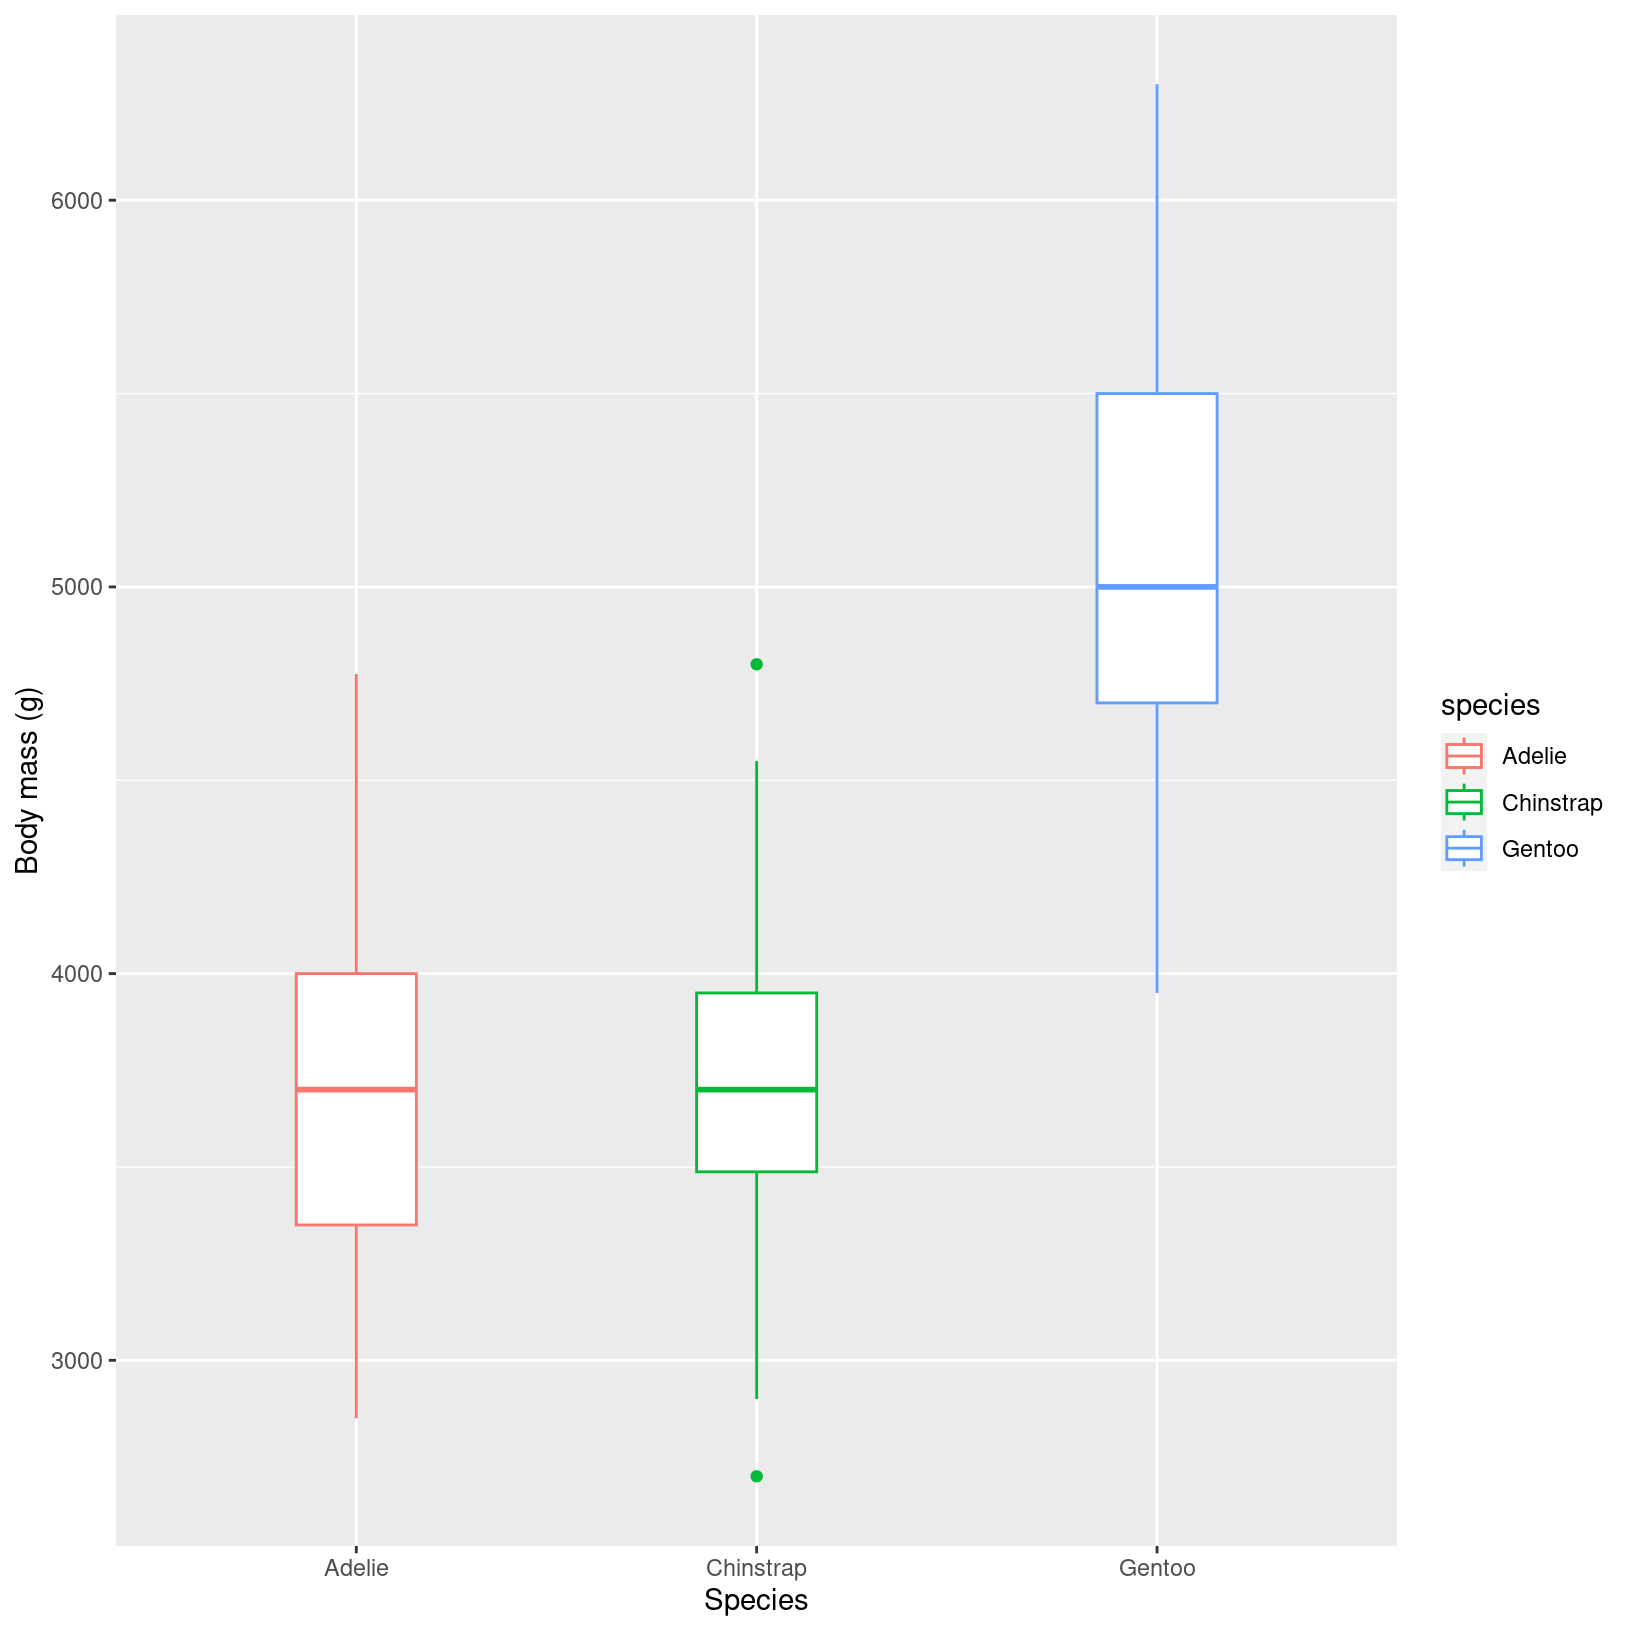 Body mass (g)
6000
5000
4000
3000
Adelie
Chinstrap
Gentoo
Species
species
Adelie
Chinstrap
Gentoo